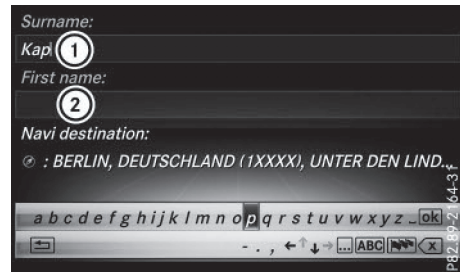 Surname:
Kap
1
First name:
2
Navi destination:
: BERLIN, DEUTSCHLAND (1XXXX), UNTER DEN LIND...
a b c d e f g h i j k l m n o p q r s t u v w x y z _ ok
- . , ←↑↓→ ... ABC X
P82.89-2164-31